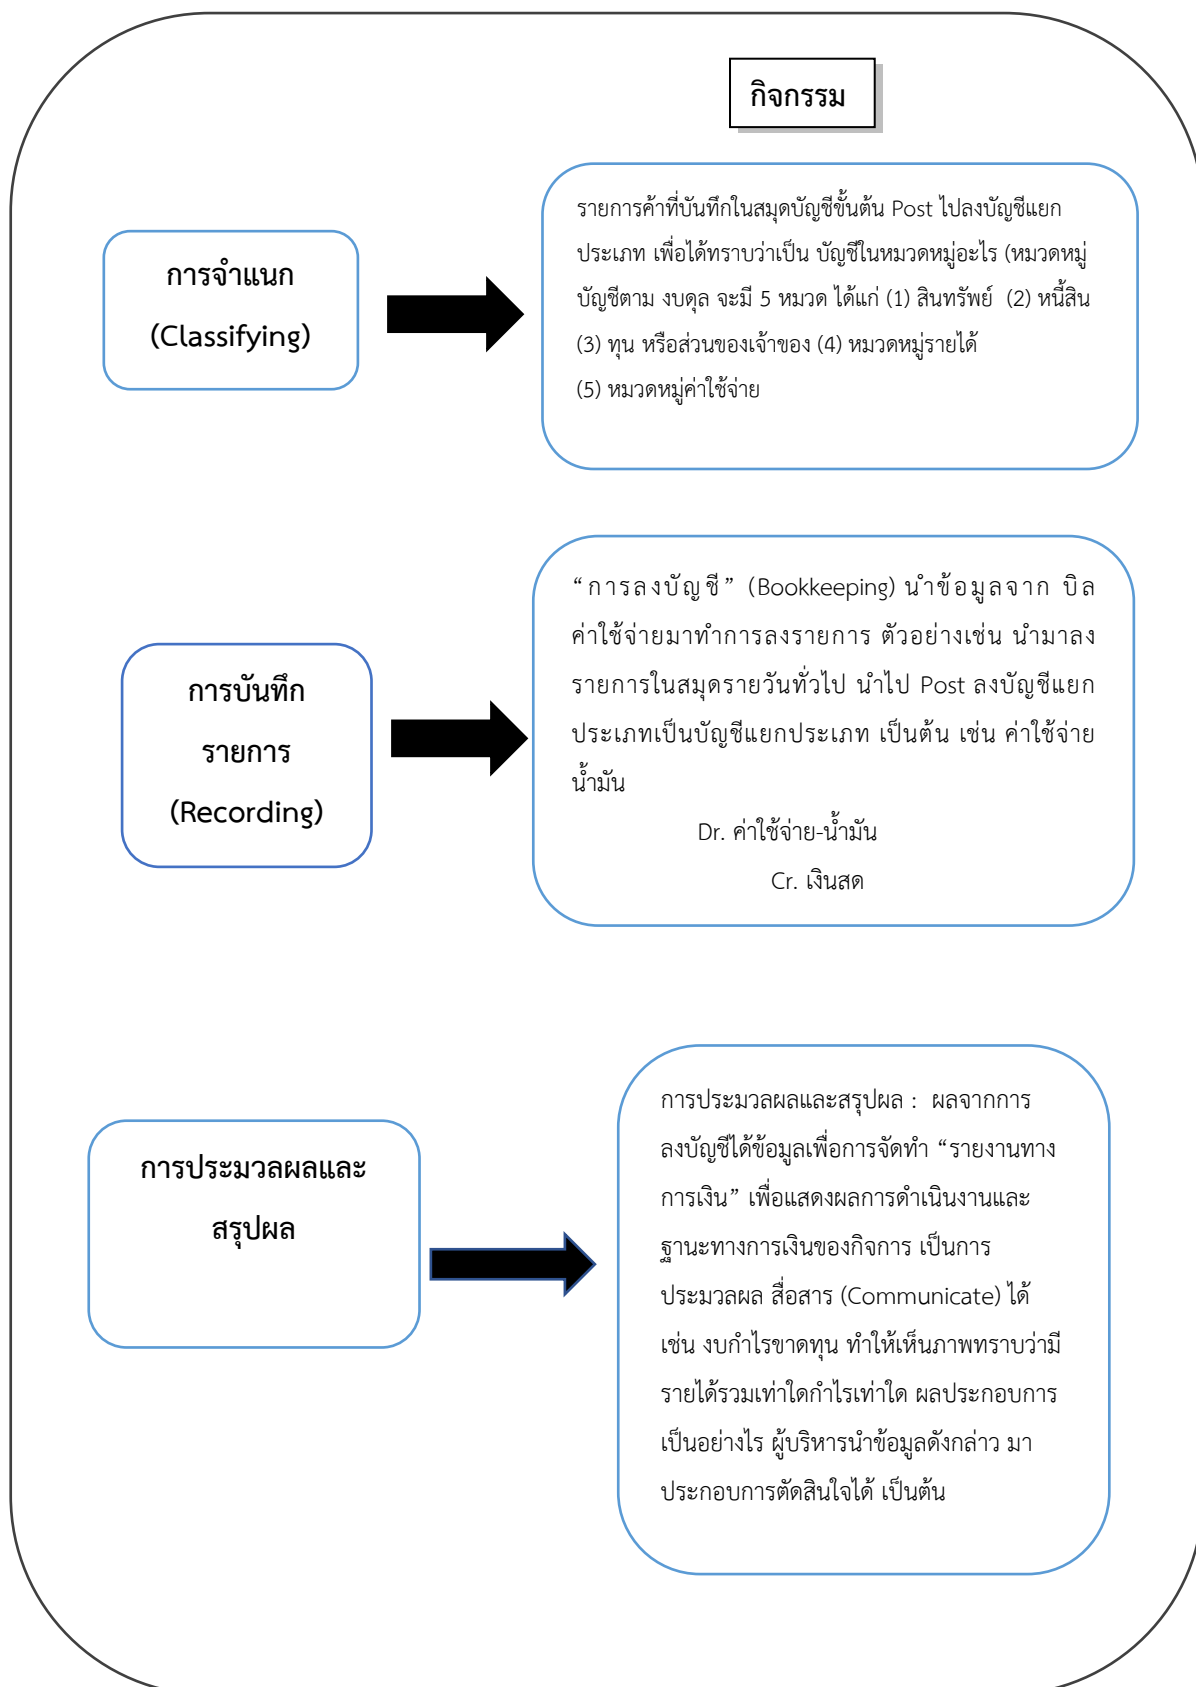 กิจกรรม
การจำแนก
(Classifying)
รายการค้าที่บันทึกในสมุดบัญชีขั้นต้น Post ไปลงบัญชีแยก
ประเภท เพื่อได้ทราบว่าเป็น บัญชีในหมวดหมู่อะไร (หมวดหมู่
บัญชีตาม งบดุล จะมี 5 หมวด ได้แก่ (1) สินทรัพย์ (2) หนี้สิน
(3) ทุน หรือส่วนของเจ้าของ (4) หมวดหมู่รายได้
(5) หมวดหมู่ค่าใช้จ่าย
การบันทึก
รายการ
(Recording)
“การลงบัญชี” (Bookkeeping) นำข้อมูลจาก บิล
ค่าใช้จ่ายมาทำการลงรายการ ตัวอย่างเช่น นำมาลง
รายการในสมุดรายวันทั่วไป นำไป Post ลงบัญชีแยก
ประเภทเป็นบัญชีแยกประเภท เป็นต้น เช่น ค่าใช้จ่าย
น้ำมัน
Dr. ค่าใช้จ่าย-น้ำมัน
Cr. เงินสด
การประมวลผลและ
สรุปผล
การประมวลผลและสรุปผล : ผลจากการ
ลงบัญชีได้ข้อมูลเพื่อการจัดทำ “รายงานทาง
การเงิน” เพื่อแสดงผลการดำเนินงานและ
ฐานะทางการเงินของกิจการ เป็นการ
ประมวลผล สื่อสาร (Communicate) ได้
เช่น งบกำไรขาดทุน ทำให้เห็นภาพทราบว่ามี
รายได้รวมเท่าใดกำไรเท่าใด ผลประกอบการ
เป็นอย่างไร ผู้บริหารนำข้อมูลดังกล่าว มา
ประกอบการตัดสินใจได้ เป็นต้น